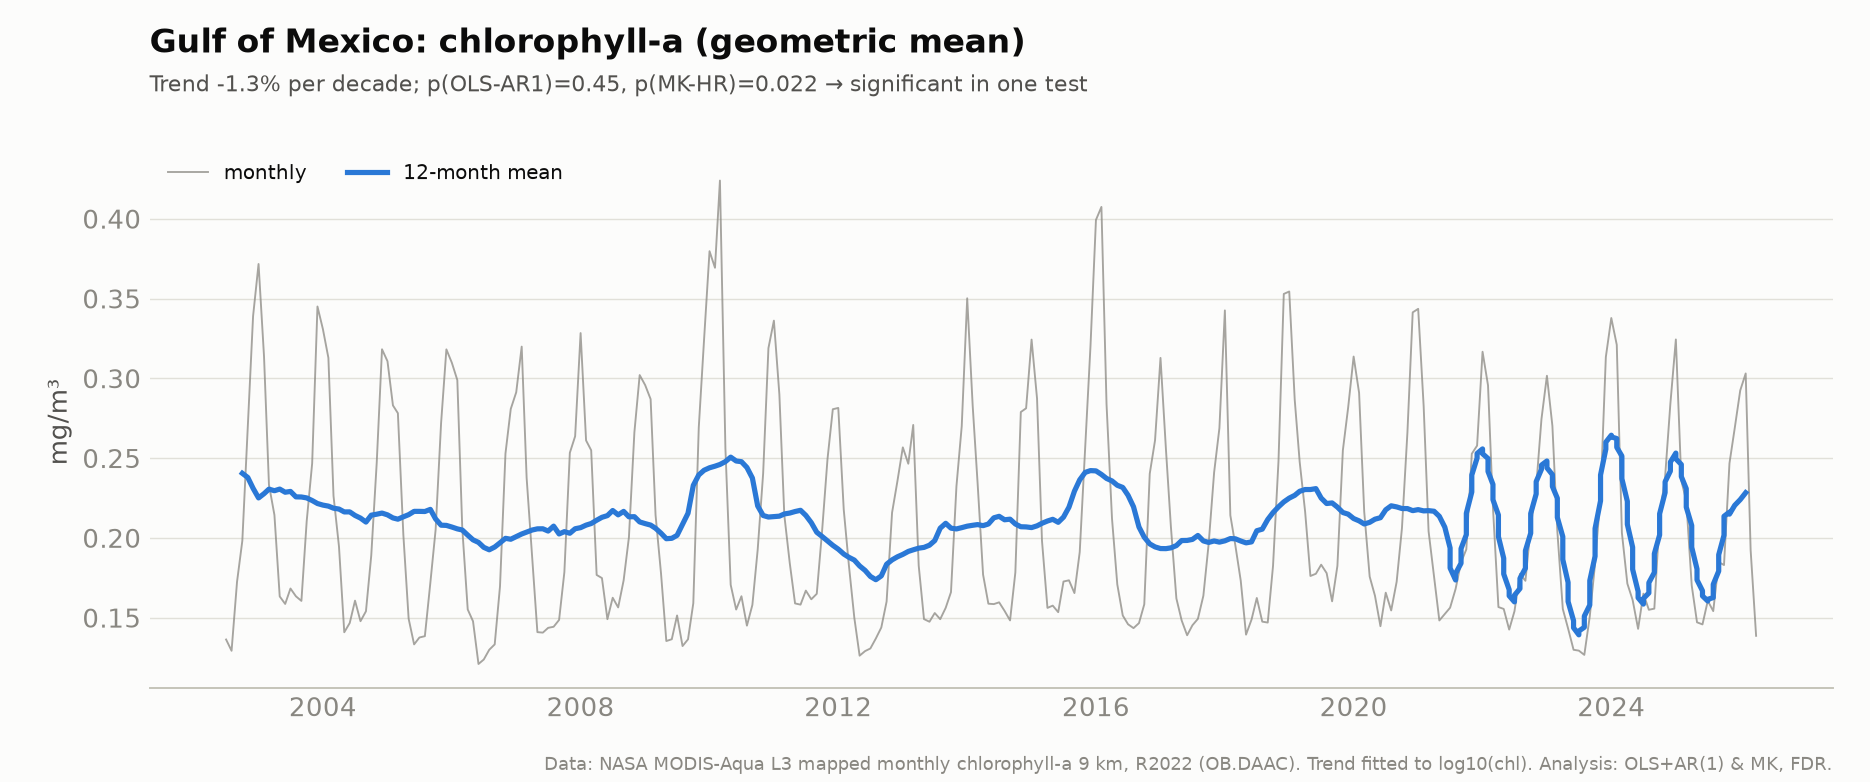 Gulf of Mexico: chlorophyll-a (geometric mean)
Trend -1.3% per decade; p(OLS-AR1)=0.45, p(MK-HR)=0.022 → significant in one test
monthly
12-month mean
mg/m³
0.40
0.35
0.30
0.25
0.20
0.15
2004 2008 2012 2016 2020 2024
Data: NASA MODIS-Aqua L3 mapped monthly chlorophyll-a 9 km, R2022 (OB.DAAC). Trend fitted to log10(chl). Analysis: OLS+AR(1) & MK, FDR.